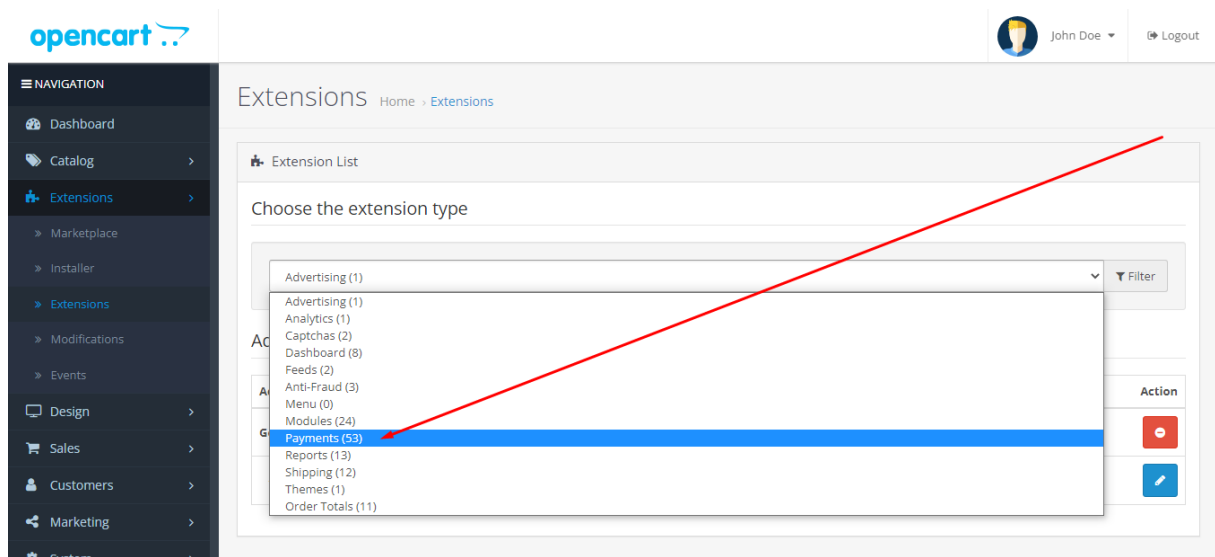 opencart
John Doe
Logout
NAVIGATION
Extensions Home › Extensions
Dashboard
Catalog
Extension List
Extensions
Choose the extension type
Marketplace
Installer
Advertising (1)
Filter
Extensions
Advertising (1)
Analytics (1)
Captchas (2)
Modifications
Dashboard (8)
Feeds (2)
Events
Anti-Fraud (3)
Action
Menu (0)
Design
Modules (24)
Payments (53)
Sales
Reports (13)
Shipping (12)
Customers
Themes (1)
Order Totals (11)
Marketing
System